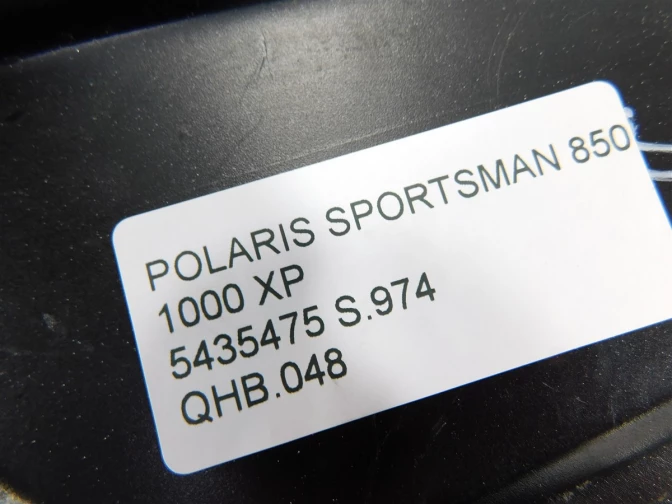 POLARIS SPORTSMAN 850
1000 XP
5435475 S.974
QHB.048